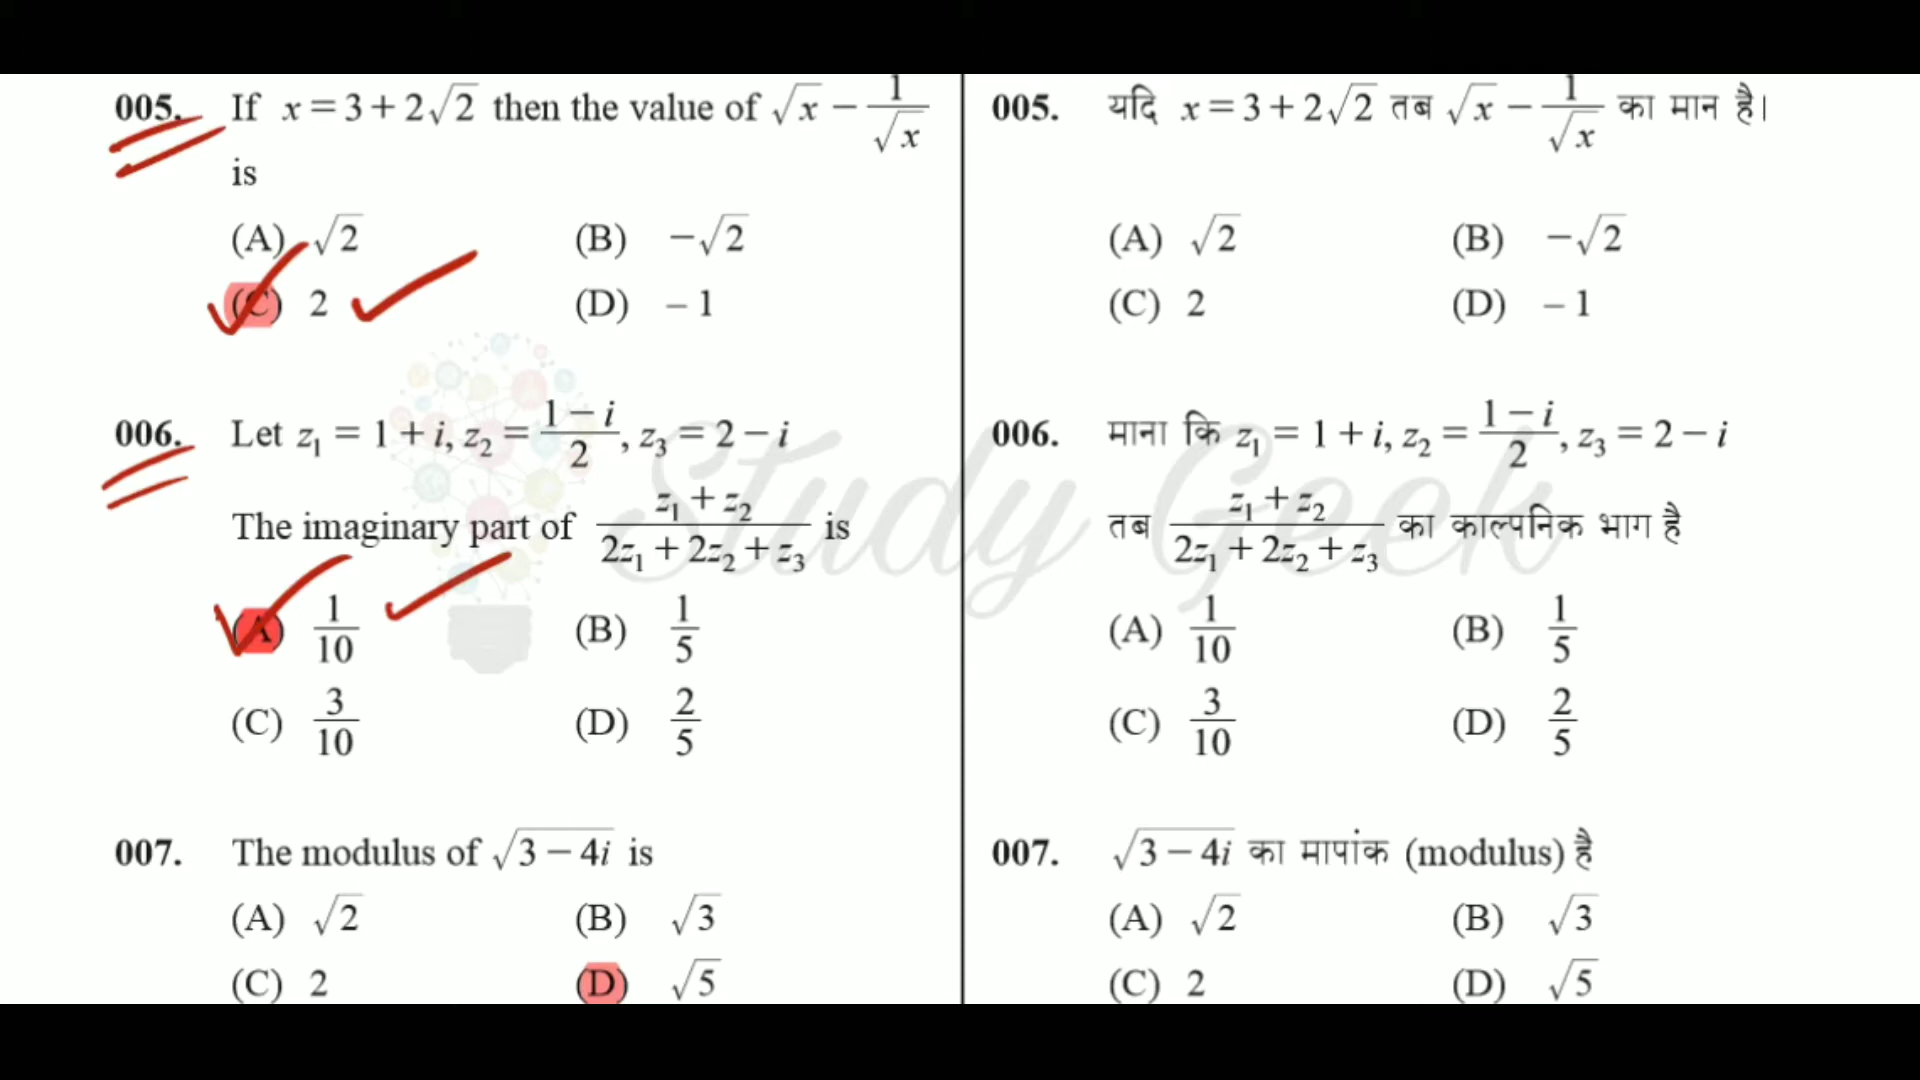 005. If x = 3 + 2√2 then the value of √x − 1/√x
is
(A) √2 (B) −√2
(C) 2 (D) − 1
006. Let z₁ = 1 + i, z₂ = (1 − i)/2, z₃ = 2 − i
The imaginary part of (z₁ + z₂)/(2z₁ + 2z₂ + z₃) is
(A) 1/10 (B) 1/5
(C) 3/10 (D) 2/5
007. The modulus of √(3 − 4i) is
(A) √2 (B) √3
(C) 2 (D) √5
005. यदि x = 3 + 2√2 तब √x − 1/√x का मान है।
(A) √2 (B) −√2
(C) 2 (D) − 1
006. माना कि z₁ = 1 + i, z₂ = (1 − i)/2, z₃ = 2 − i
तब (z₁ + z₂)/(2z₁ + 2z₂ + z₃) का काल्पनिक भाग है
(A) 1/10 (B) 1/5
(C) 3/10 (D) 2/5
007. √(3 − 4i) का मापांक (modulus) है
(A) √2 (B) √3
(C) 2 (D) √5
Study Geek